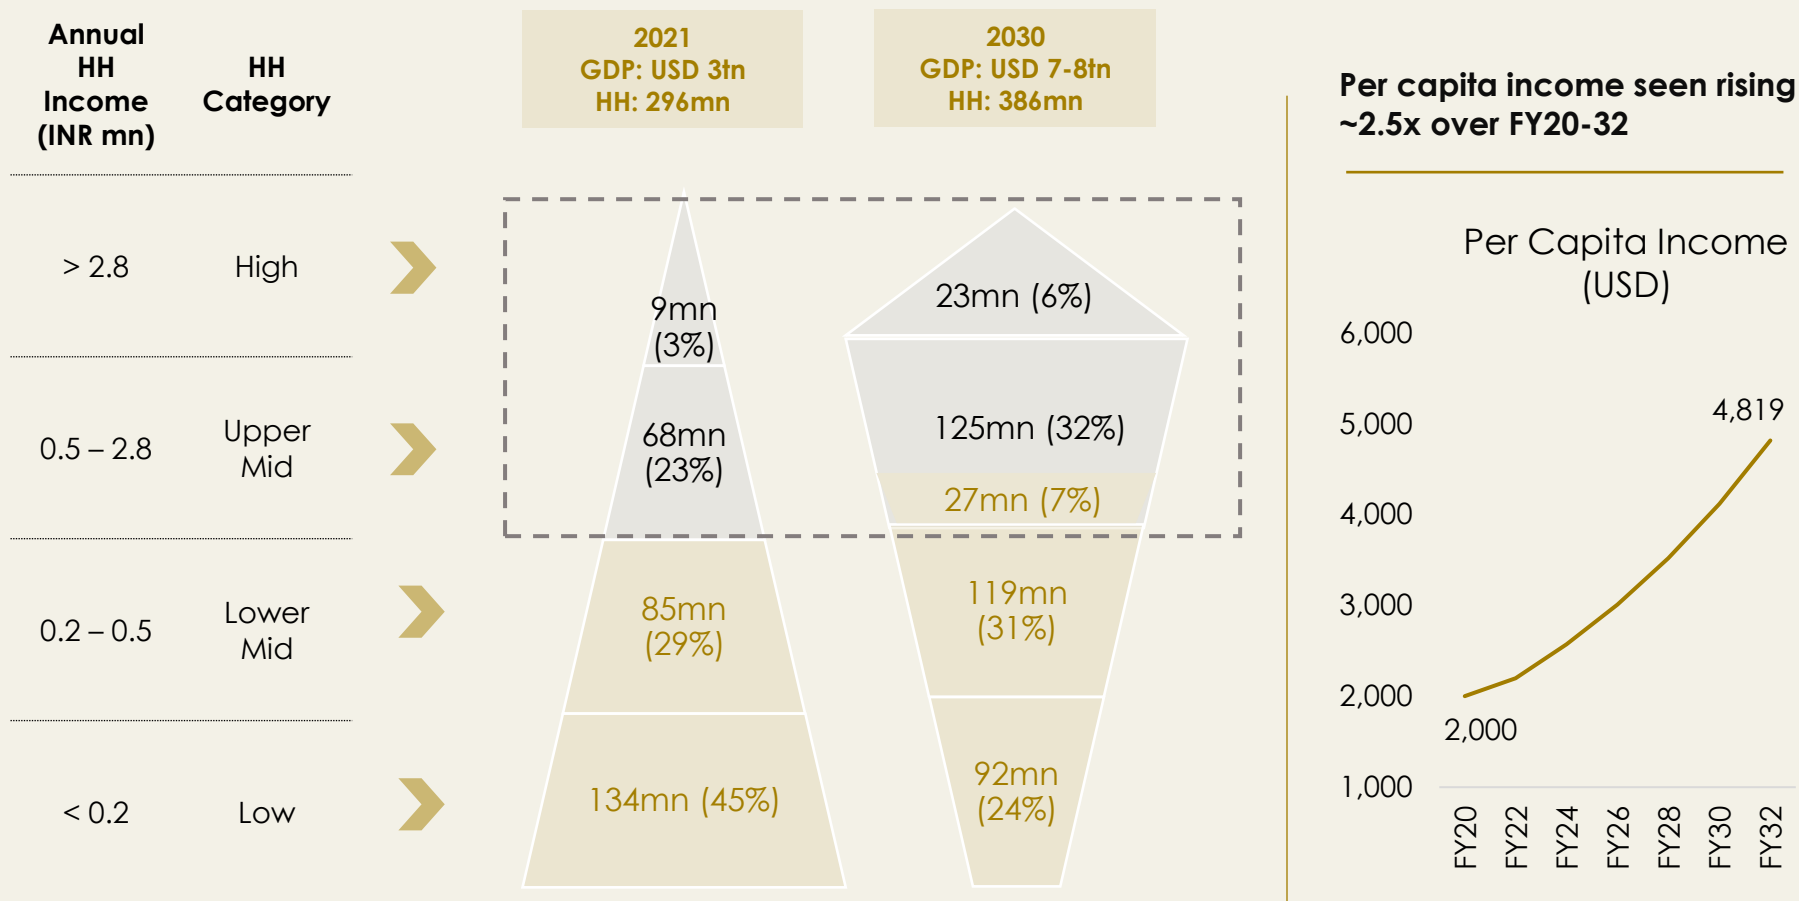 Annual
HH
Income
(INR mn)
HH
Category
2021
GDP: USD 3tn
HH: 296mn
2030
GDP: USD 7-8tn
HH: 386mn
> 2.8
High
9mn
(3%)
23mn (6%)
0.5 – 2.8
Upper
Mid
68mn
(23%)
125mn (32%)
27mn (7%)
0.2 – 0.5
Lower
Mid
85mn
(29%)
119mn
(31%)
< 0.2
Low
134mn (45%)
92mn
(24%)
Per capita income seen rising
~2.5x over FY20-32
Per Capita Income
(USD)
6,000
5,000
4,000
3,000
2,000
1,000
4,819
2,000
FY20
FY22
FY24
FY26
FY28
FY30
FY32